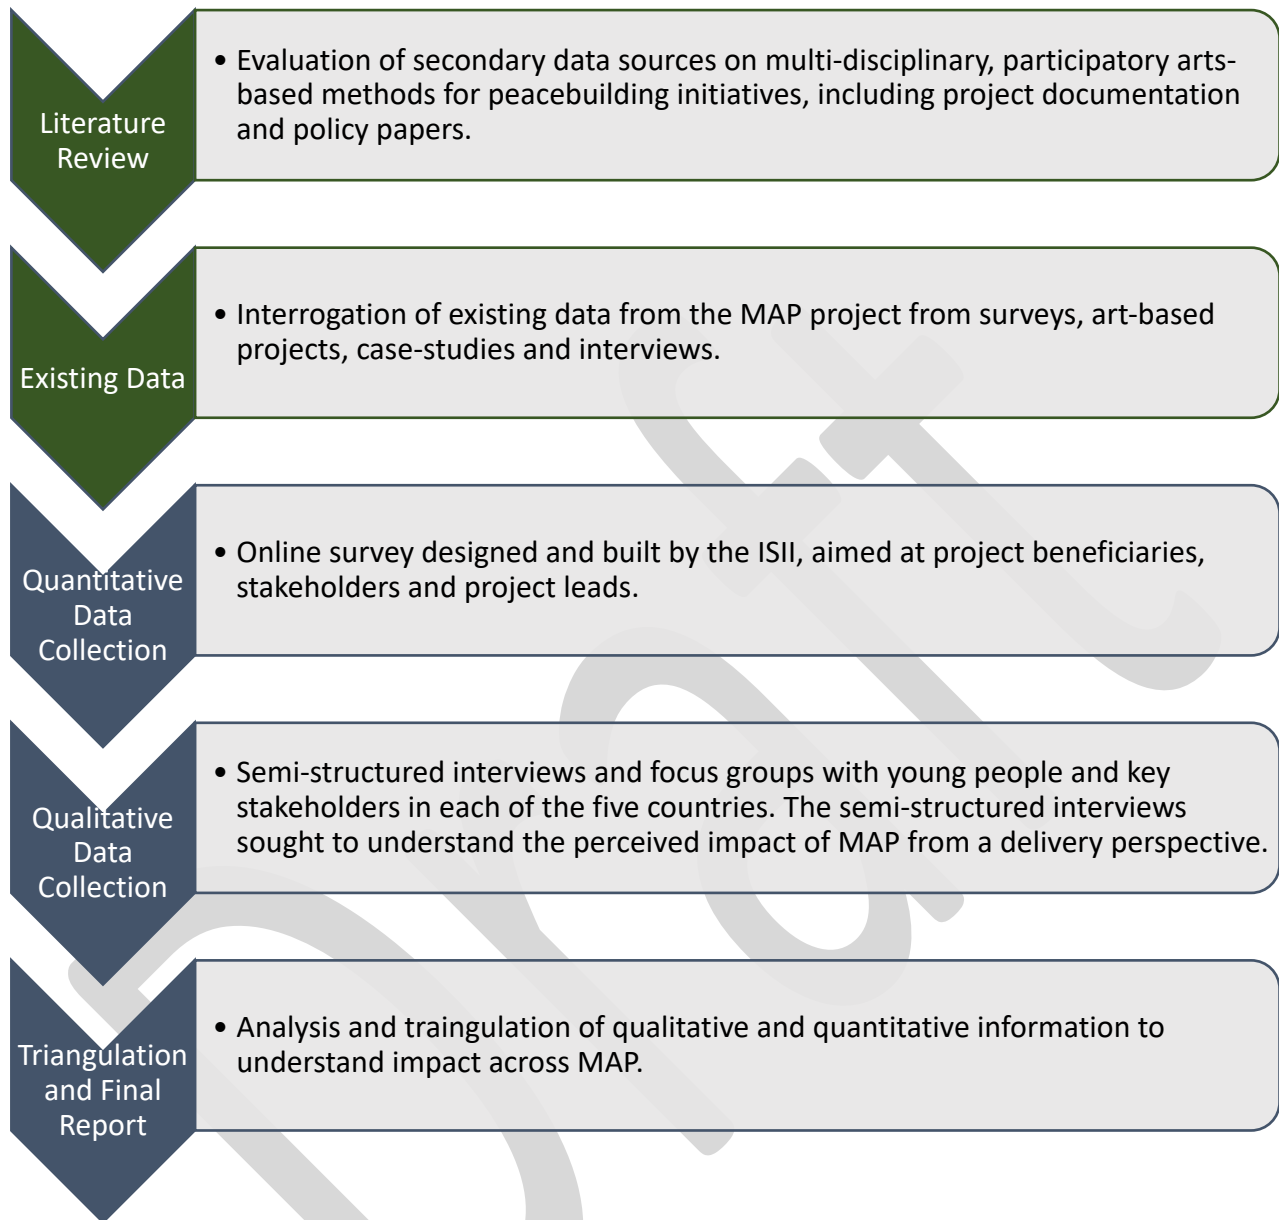 Literature
Review
• Evaluation of secondary data sources on multi-disciplinary, participatory arts-
based methods for peacebuilding initiatives, including project documentation
and policy papers.
Existing Data
• Interrogation of existing data from the MAP project from surveys, art-based
projects, case-studies and interviews.
Quantitative
Data
Collection
• Online survey designed and built by the ISII, aimed at project beneficiaries,
stakeholders and project leads.
Qualitative
Data
Collection
• Semi-structured interviews and focus groups with young people and key
stakeholders in each of the five countries. The semi-structured interviews
sought to understand the perceived impact of MAP from a delivery perspective.
Triangulation
and Final
Report
• Analysis and traingulation of qualitative and quantitative information to
understand impact across MAP.
Draft